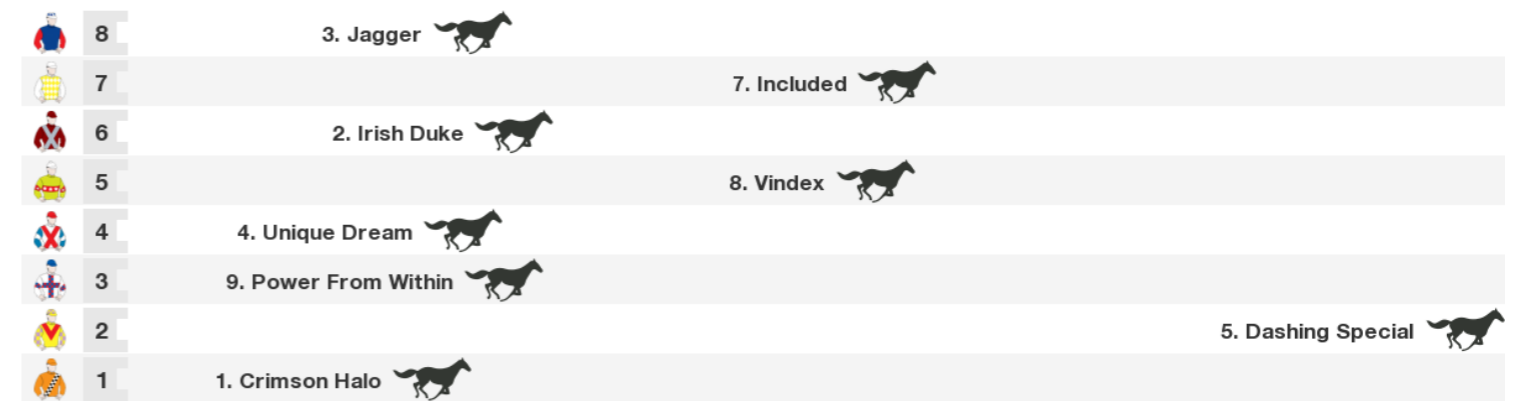 8 3. Jagger
7 7. Included
6 2. Irish Duke
5 8. Vindex
4 4. Unique Dream
3 9. Power From Within
2 5. Dashing Special
1 1. Crimson Halo